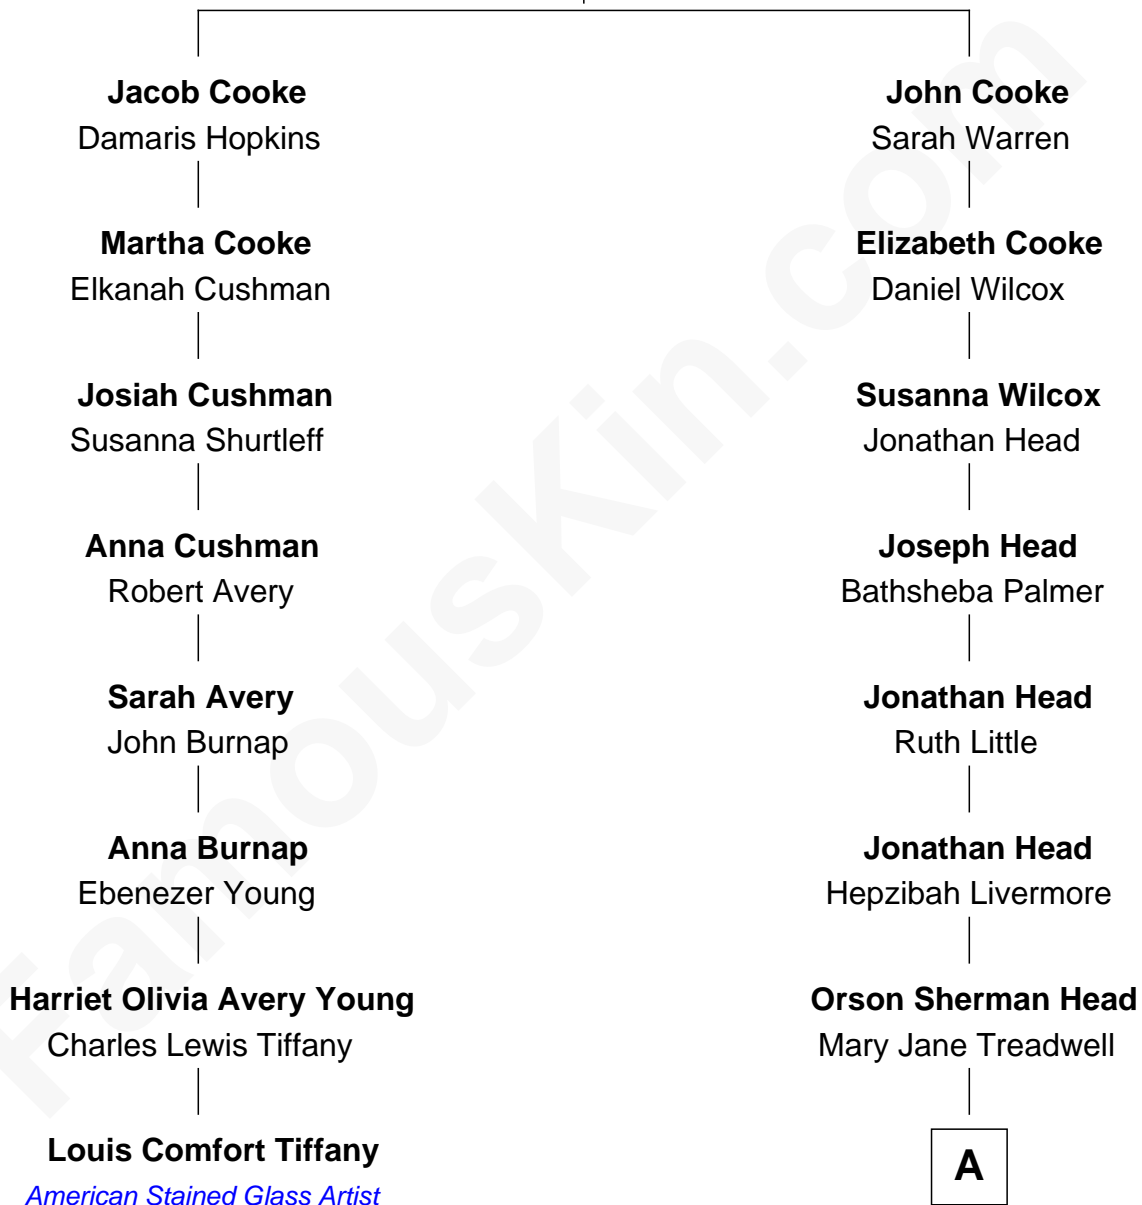 Jacob Cooke
Damaris Hopkins
Martha Cooke
Elkanah Cushman
Josiah Cushman
Susanna Shurtleff
Anna Cushman
Robert Avery
Sarah Avery
John Burnap
Anna Burnap
Ebenezer Young
Harriet Olivia Avery Young
Charles Lewis Tiffany
Louis Comfort Tiffany
American Stained Glass Artist
John Cooke
Sarah Warren
Elizabeth Cooke
Daniel Wilcox
Susanna Wilcox
Jonathan Head
Joseph Head
Bathsheba Palmer
Jonathan Head
Ruth Little
Jonathan Head
Hepzibah Livermore
Orson Sherman Head
Mary Jane Treadwell
A
FamousKin.com